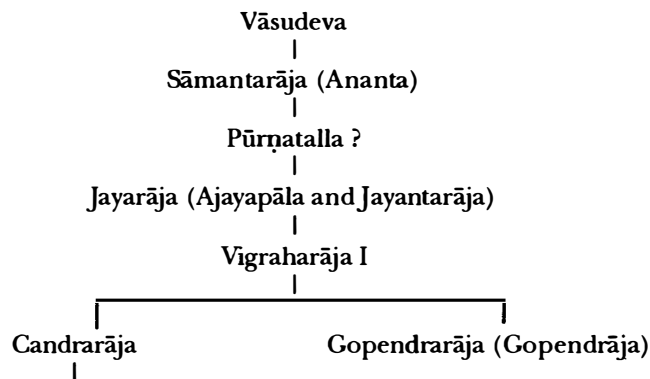 Vāsudeva
Sāmantarāja (Ananta)
Pūrṇatalla ?
Jayarāja (Ajayapāla and Jayantarāja)
Vigraharāja I
Candrarāja Gopendrarāja (Gopendrāja)